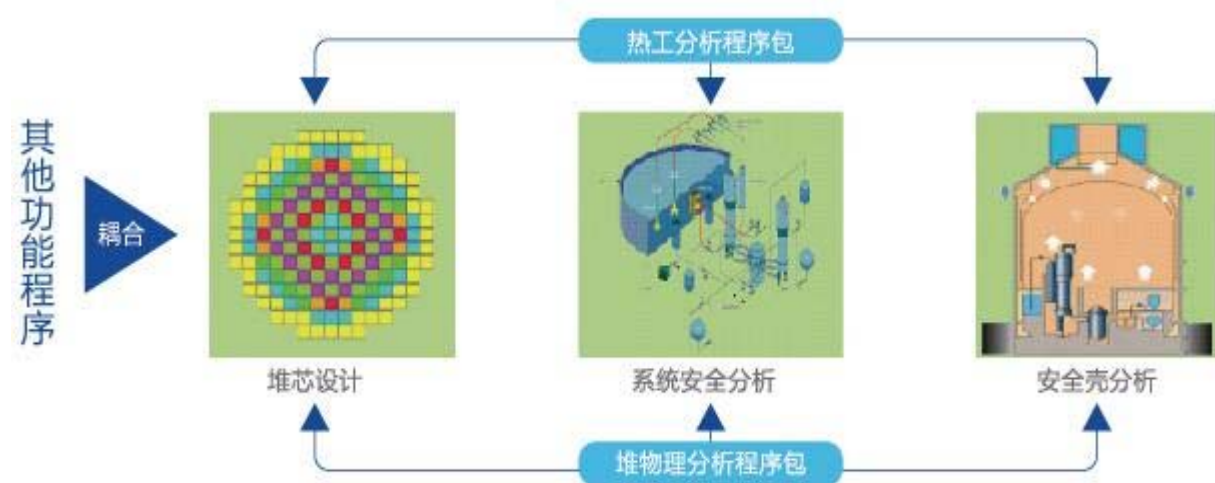 热工分析程序包
其他功能程序
耦合
堆芯设计
系统安全分析
安全壳分析
堆物理分析程序包